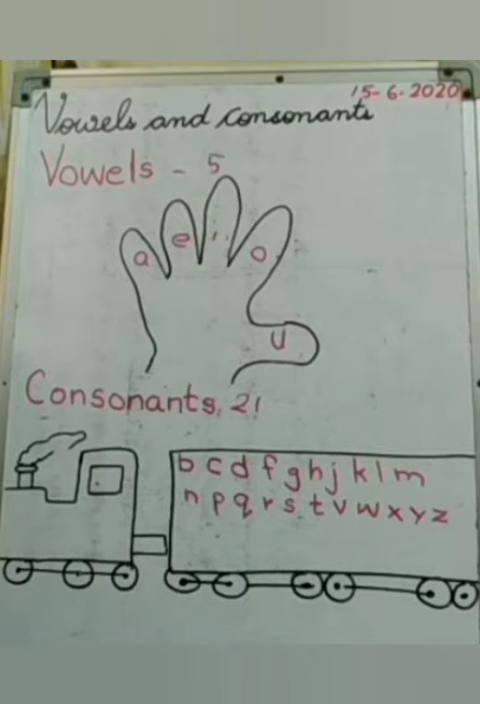 15-6-2020
Vowels and consonants
Vowels - 5
a e i o
u
Consonants, 21
b c d f g h j k l m
n p q r s t v w x y z